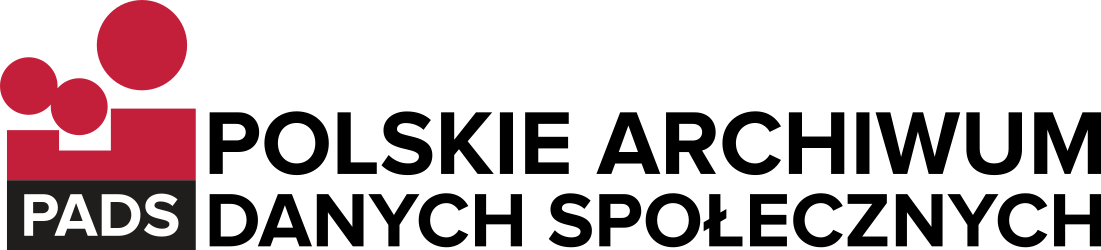 POLSKIE ARCHIWUM
PADS
DANYCH SPOŁECZNYCH